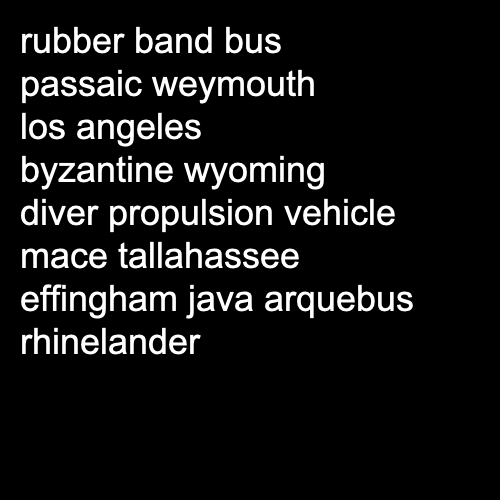 rubber band bus
passaic weymouth
los angeles
byzantine wyoming
diver propulsion vehicle
mace tallahassee
effingham java arquebus
rhinelander